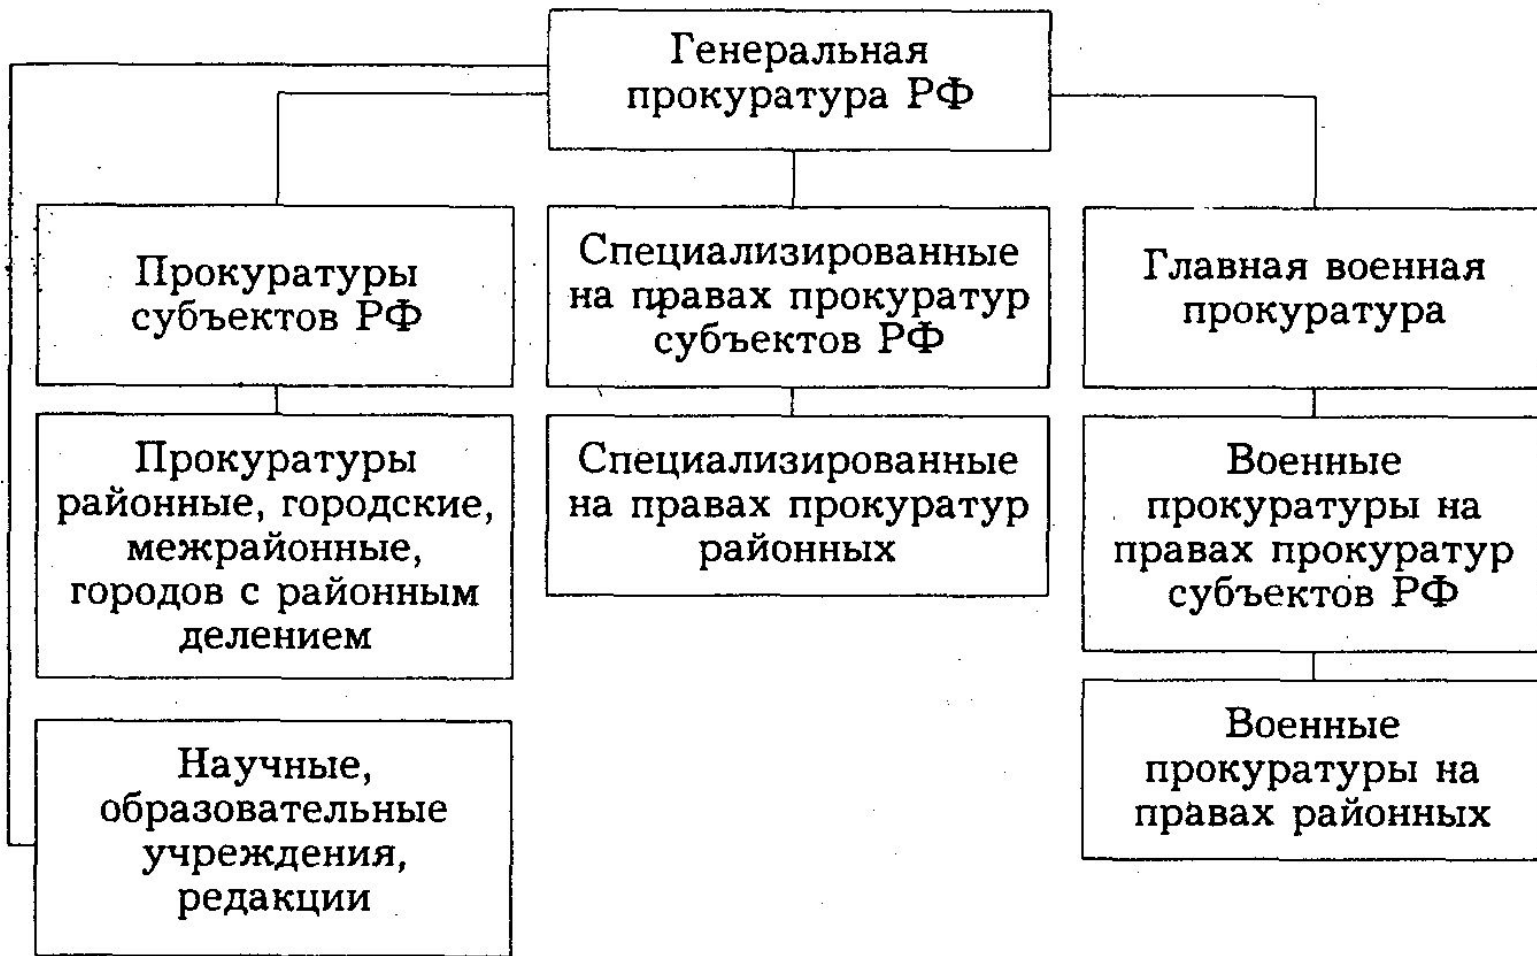 Генеральная
прокуратура РФ
Прокуратуры
субъектов РФ
Специализированные
на правах прокуратур
субъектов РФ
Главная военная
прокуратура
Прокуратуры
районные, городские,
межрайонные,
городов с районным
делением
Специализированные
на правах прокуратур
районных
Военные
прокуратуры на
правах прокуратур
субъектов РФ
Научные,
образовательные
учреждения,
редакции
Военные
прокуратуры на
правах районных